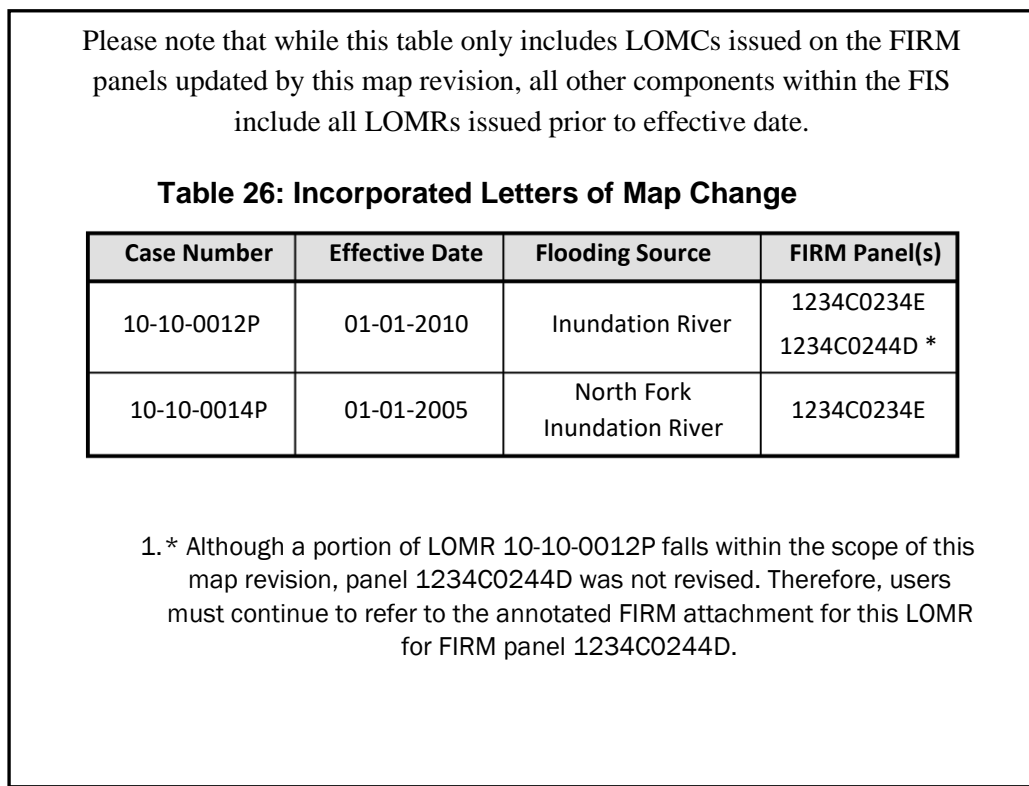 Please note that while this table only includes LOMCs issued on the FIRM
panels updated by this map revision, all other components within the FIS
include all LOMRs issued prior to effective date.
Table 26: Incorporated Letters of Map Change
Case Number Effective Date Flooding Source FIRM Panel(s)
10-10-0012P 01-01-2010 Inundation River 1234C0234E
1234C0244D *
10-10-0014P 01-01-2005 North Fork
Inundation River 1234C0234E
1.* Although a portion of LOMR 10-10-0012P falls within the scope of this
map revision, panel 1234C0244D was not revised. Therefore, users
must continue to refer to the annotated FIRM attachment for this LOMR
for FIRM panel 1234C0244D.